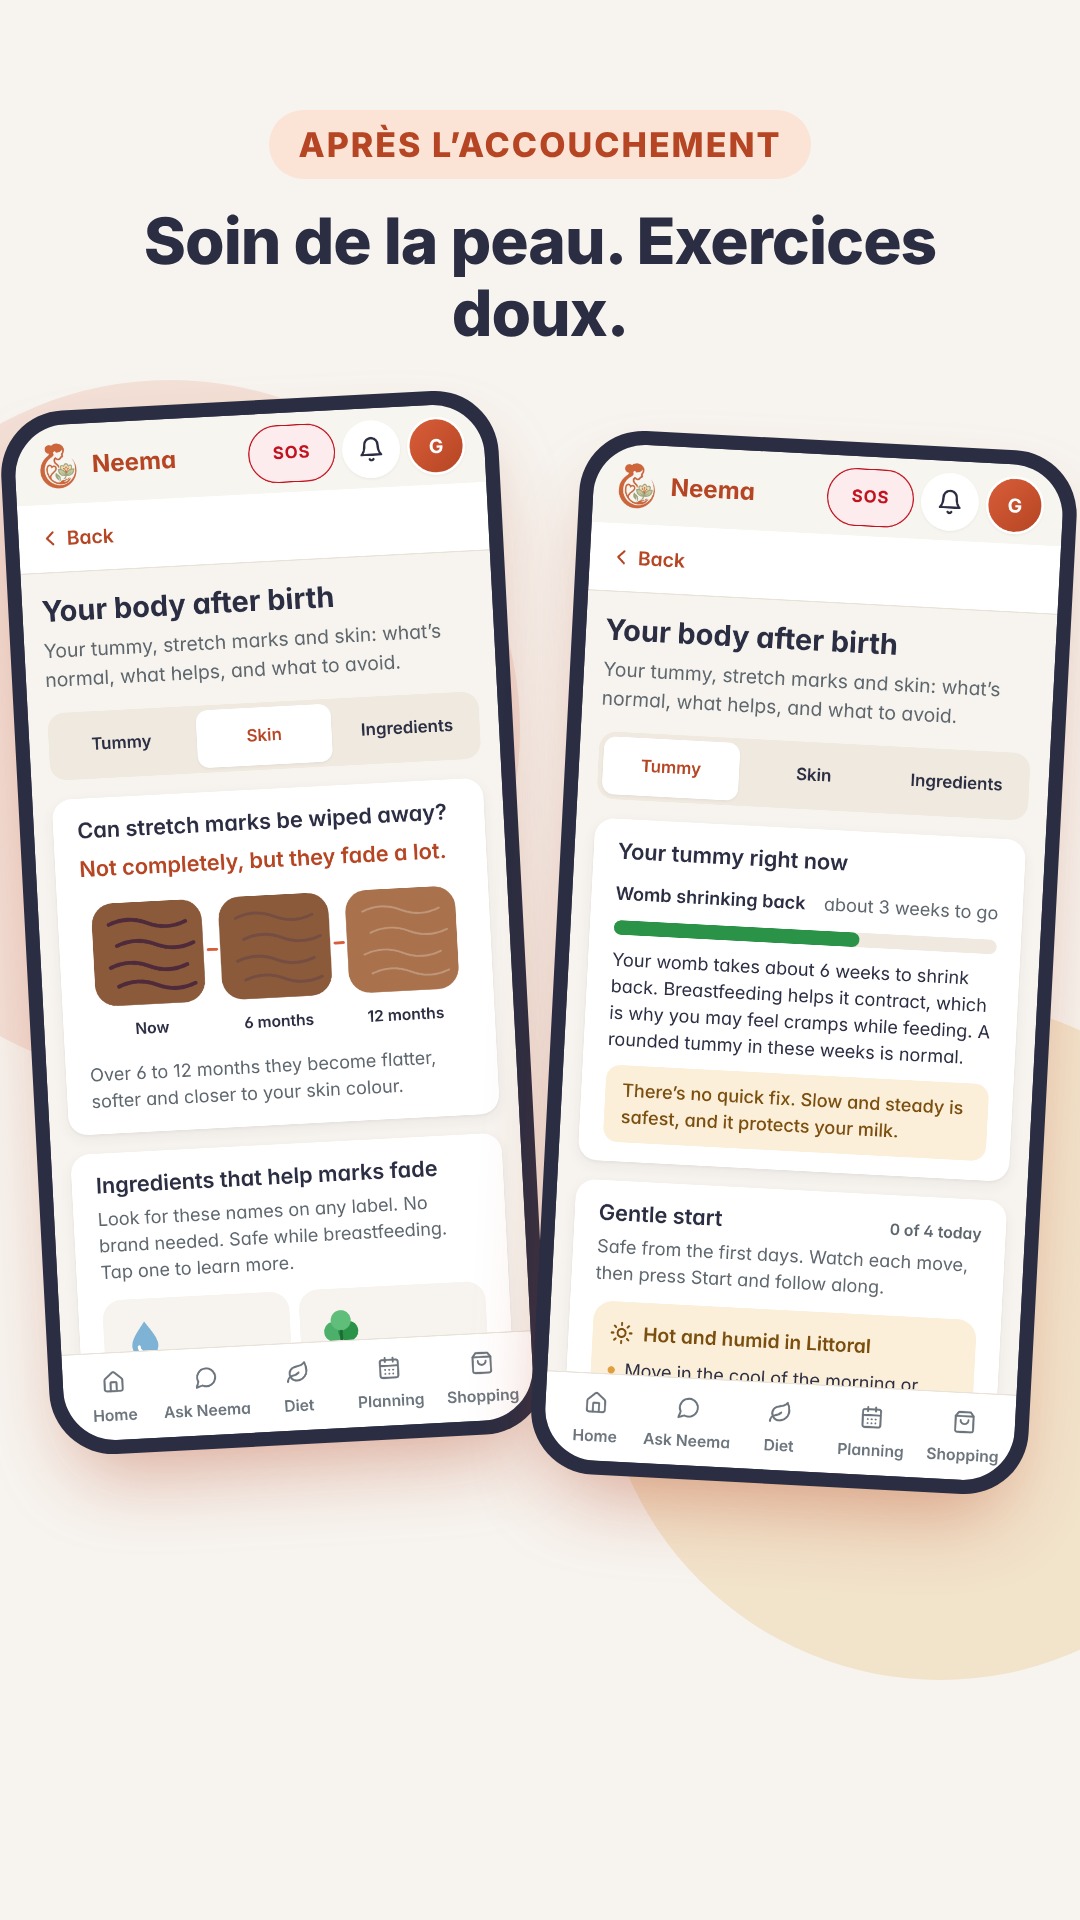 APRÈS L’ACCOUCHEMENT
Soin de la peau. Exercices
doux.
Neema
SOS
G
Back
Your body after birth
Your tummy, stretch marks and skin: what’s
normal, what helps, and what to avoid.
Tummy
Skin
Ingredients
Can stretch marks be wiped away?
Not completely, but they fade a lot.
Now
6 months
12 months
Over 6 to 12 months they become flatter,
softer and closer to your skin colour.
Ingredients that help marks fade
Look for these names on any label. No
brand needed. Safe while breastfeeding.
Tap one to learn more.
Home
Ask Neema
Diet
Planning
Shopping
Neema
SOS
G
Back
Your body after birth
Your tummy, stretch marks and skin: what’s
normal, what helps, and what to avoid.
Tummy
Skin
Ingredients
Your tummy right now
Womb shrinking back
about 3 weeks to go
Your womb takes about 6 weeks to shrink
back. Breastfeeding helps it contract, which
is why you may feel cramps while feeding. A
rounded tummy in these weeks is normal.
There’s no quick fix. Slow and steady is
safest, and it protects your milk.
Gentle start
0 of 4 today
Safe from the first days. Watch each move,
then press Start and follow along.
Hot and humid in Littoral
Move in the cool of the morning or
Home
Ask Neema
Diet
Planning
Shopping